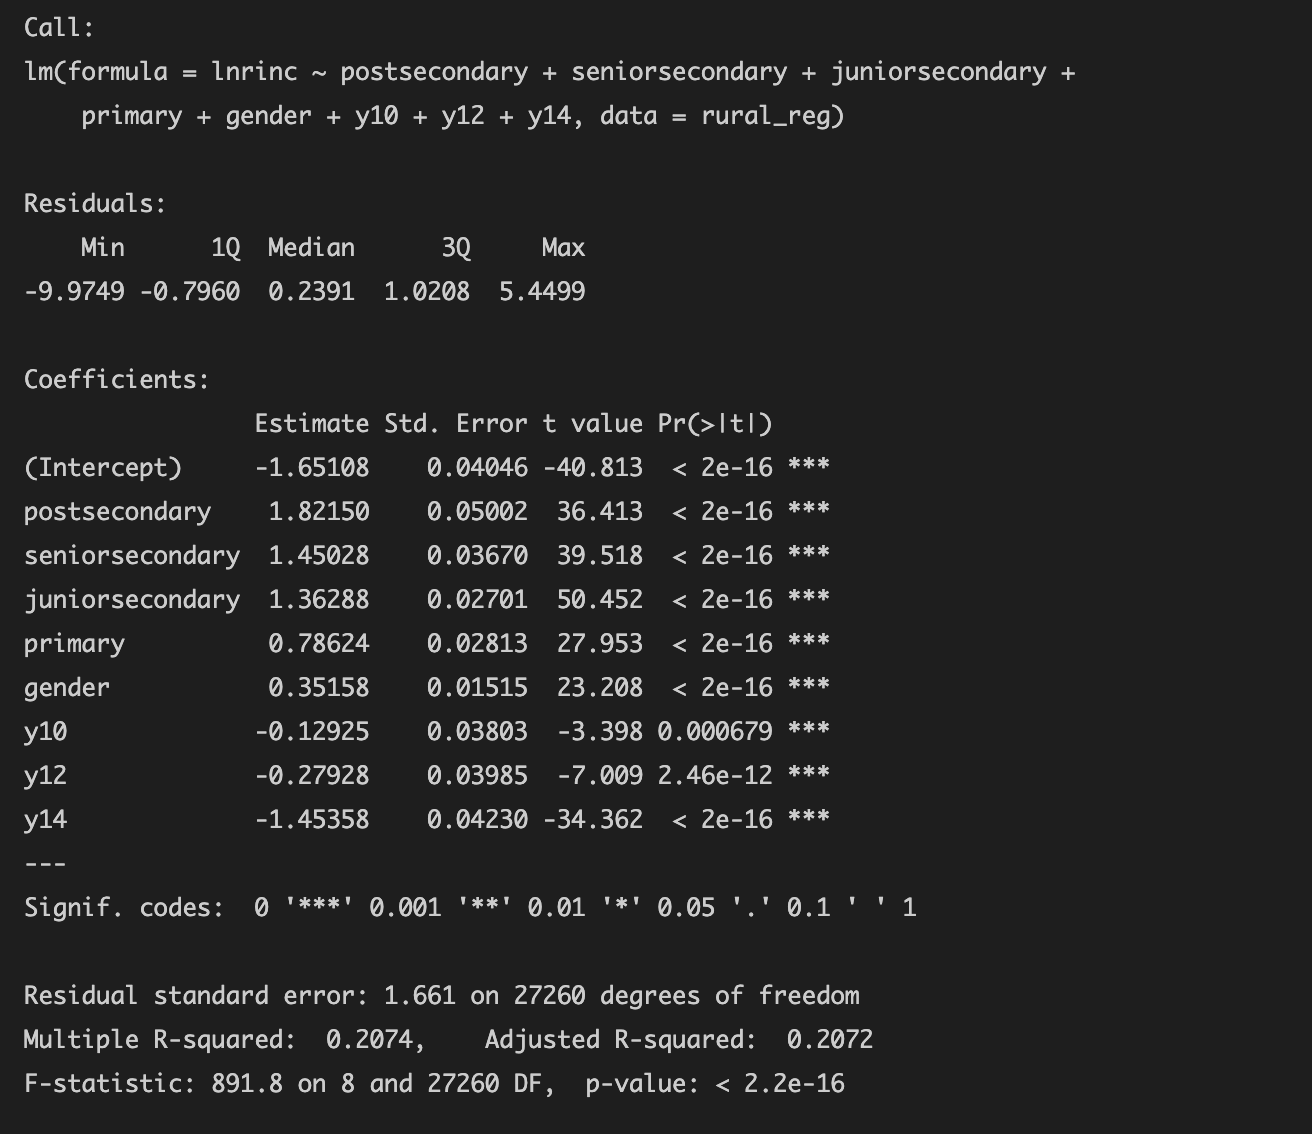 Call:
lm(formula = lnrinc ~ postsecondary + seniorsecondary + juniorsecondary +
    primary + gender + y10 + y12 + y14, data = rural_reg)

Residuals:
    Min      1Q  Median      3Q     Max
-9.9749 -0.7960  0.2391  1.0208  5.4499

Coefficients:
                Estimate Std. Error t value Pr(>|t|)
(Intercept)     -1.65108    0.04046 -40.813  < 2e-16 ***
postsecondary    1.82150    0.05002  36.413  < 2e-16 ***
seniorsecondary  1.45028    0.03670  39.518  < 2e-16 ***
juniorsecondary  1.36288    0.02701  50.452  < 2e-16 ***
primary          0.78624    0.02813  27.953  < 2e-16 ***
gender           0.35158    0.01515  23.208  < 2e-16 ***
y10             -0.12925    0.03803  -3.398 0.000679 ***
y12             -0.27928    0.03985  -7.009 2.46e-12 ***
y14             -1.45358    0.04230 -34.362  < 2e-16 ***
---
Signif. codes:  0 '***' 0.001 '**' 0.01 '*' 0.05 '.' 0.1 ' ' 1

Residual standard error: 1.661 on 27260 degrees of freedom
Multiple R-squared:  0.2074,    Adjusted R-squared:  0.2072
F-statistic: 891.8 on 8 and 27260 DF,  p-value: < 2.2e-16